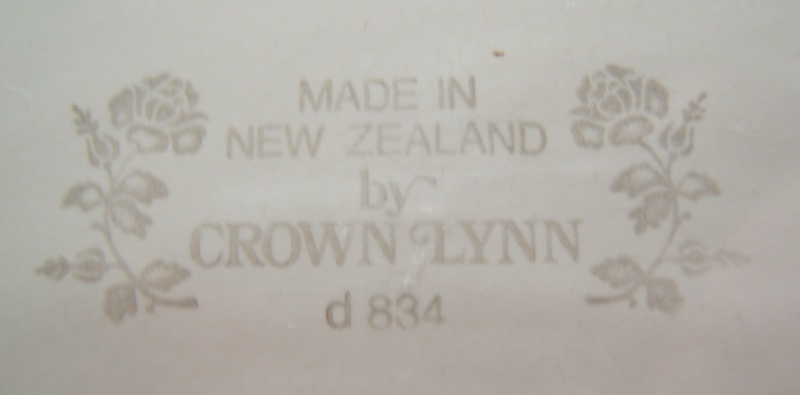 MADE IN
NEW ZEALAND
by
CROWN LYNN
d 834